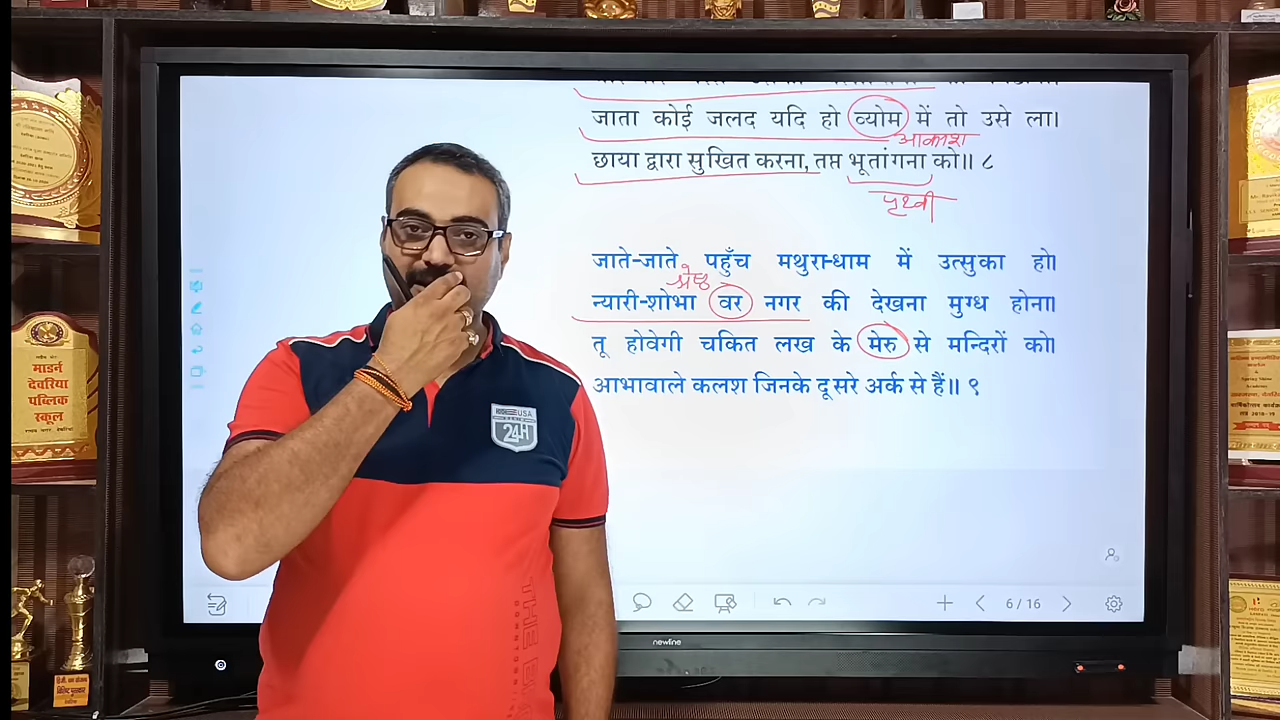 जाता कोई जलद यदि हो व्योम में तो उसे ला।
आकाश
छाया द्वारा सुखित करना, तप्त भूतांगना को॥ ८
पृथ्वी
जाते-जाते पहुँच मथुरा-धाम में उत्सुका हो।
श्रेष्ठ
न्यारी-शोभा वर नगर की देखना मुग्ध होना।
तू होवेगी चकित लख के मेरु से मन्दिरों को।
आभावाले कलश जिनके दूसरे अर्क से हैं॥ ९
6 / 16
newline
USA
24H
माडर्न
देवरिया
पब्लिक
स्कूल